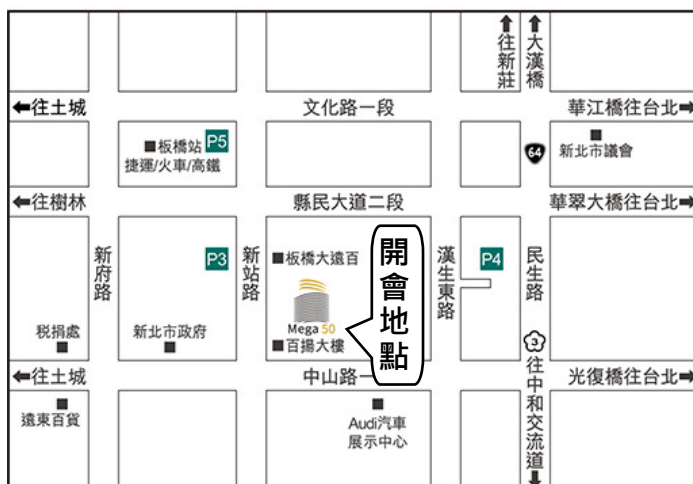 往新莊
大漢橋
往土城
文化路一段
華江橋往台北
板橋站 P5
捷運/火車/高鐵
64
新北市議會
往樹林
縣民大道二段
華翠大橋往台北
新府路
P3
新站路
板橋大遠百
開會地點
漢生東路
P4
民生路
Mega 50
稅捐處
新北市政府
百揚大樓
3
往土城
中山路一
光復橋往台北
往中和交流道
遠東百貨
Audi汽車
展示中心